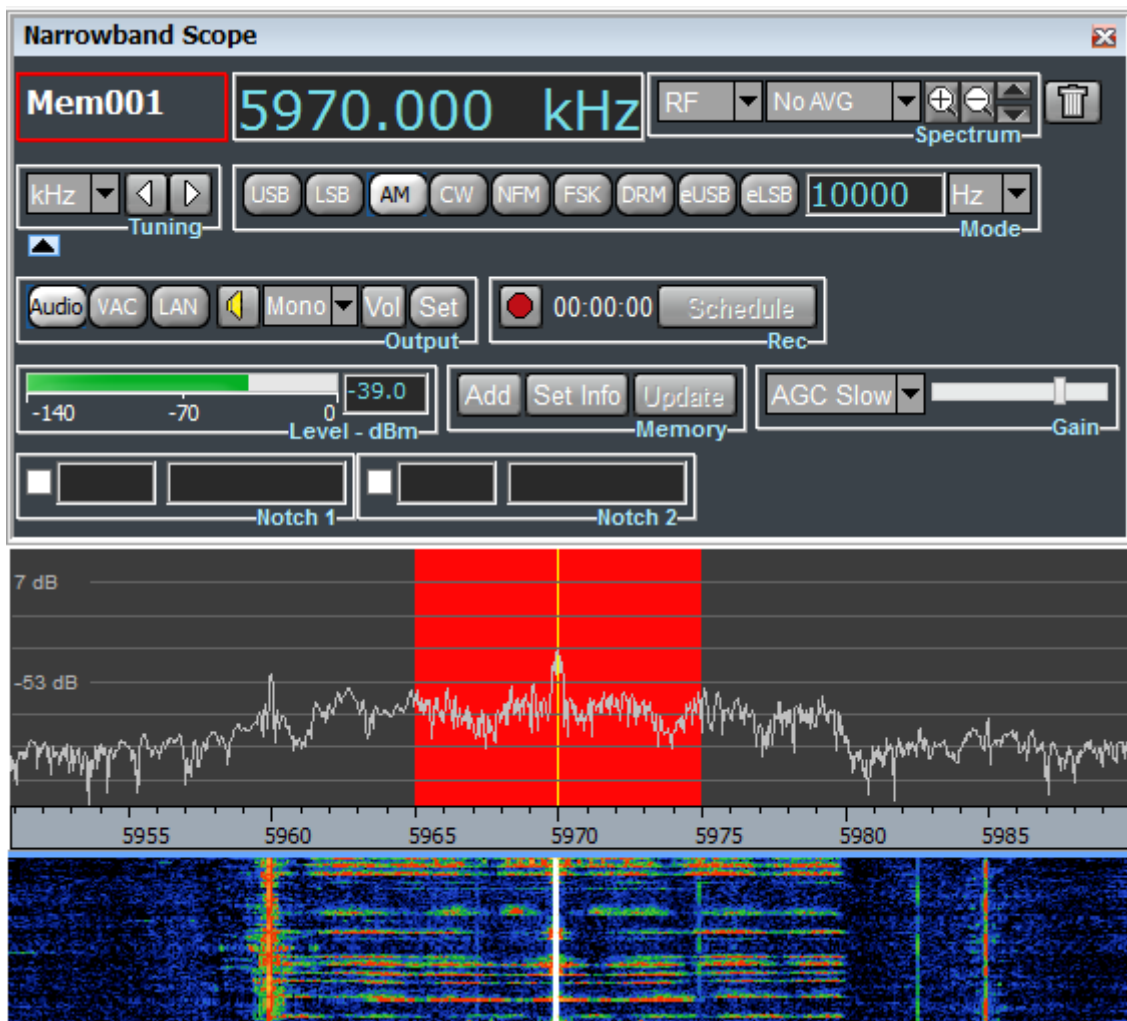 Narrowband Scope
Mem001 5970.000 kHz RF No AVG
Spectrum
kHz USB LSB AM CW NFM FSK DRM eUSB eLSB 10000 Hz
Tuning Mode
Audio VAC LAN Mono Vol Set 00:00:00 Schedule
Output Rec
-39.0 Add Set Info Update AGC Slow
-140 -70 0
Level - dBm Memory Gain
Notch 1 Notch 2
7 dB
-53 dB
5955 5960 5965 5970 5975 5980 5985